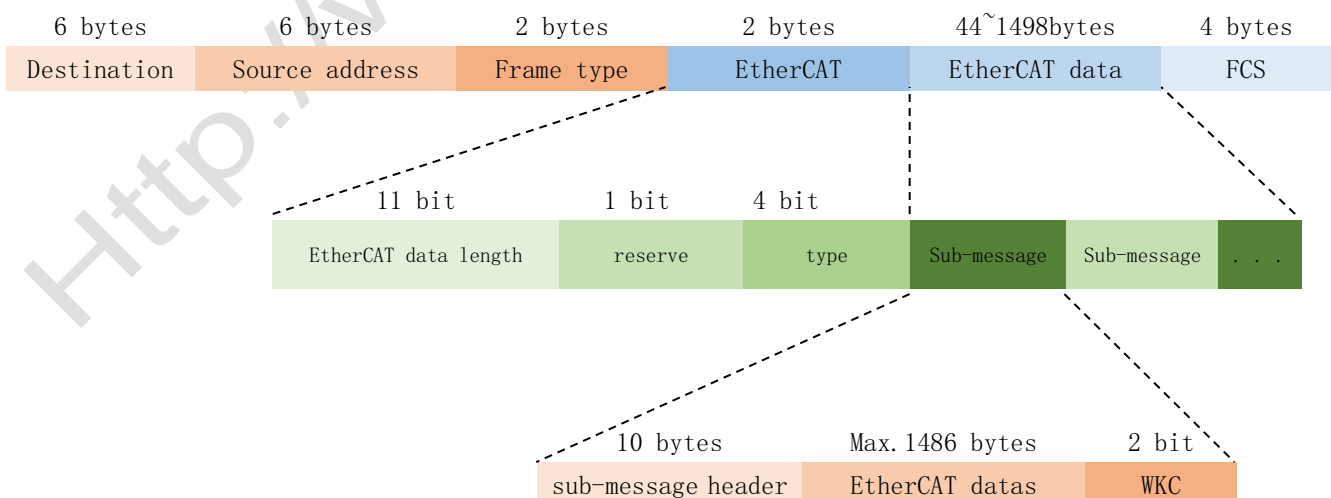 6 bytes 6 bytes 2 bytes 2 bytes 44~1498bytes 4 bytes
Destination Source address Frame type EtherCAT EtherCAT data FCS
11 bit 1 bit 4 bit
EtherCAT data length reserve type Sub-message Sub-message . . .
10 bytes Max.1486 bytes 2 bit
sub-message header EtherCAT datas WKC
Http://